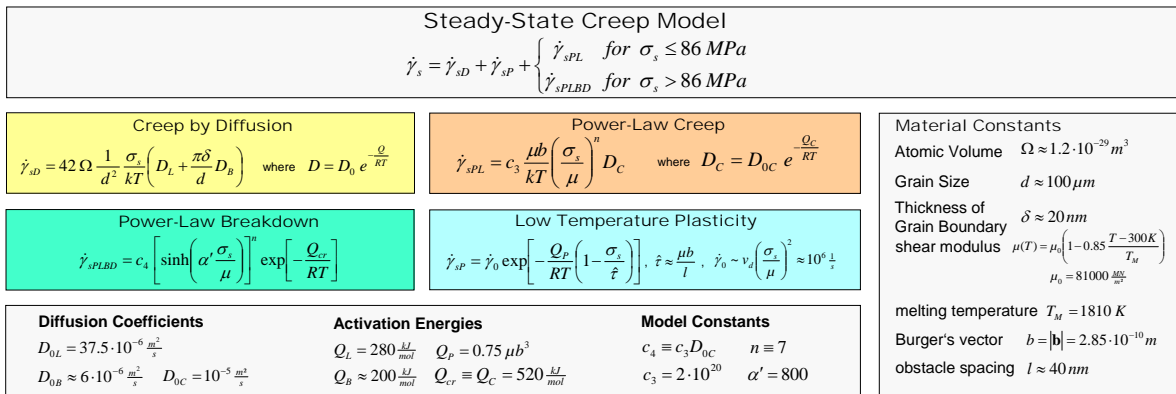 Steady-State Creep Model
γ̇_s = γ̇_sD + γ̇_sP + { γ̇_sPL for σ_s ≤ 86 MPa
γ̇_sPLBD for σ_s > 86 MPa
Creep by Diffusion
γ̇_sD = 42 Ω 1/d² σ_s/kT (D_L + πδ/d D_B) where D = D_0 e^(-Q/RT)
Power-Law Creep
γ̇_sPL = c_3 μb/kT (σ_s/μ)^n D_C where D_C = D_0C e^(-Q_C/RT)
Power-Law Breakdown
γ̇_sPLBD = c_4 [sinh(α′ σ_s/μ)]^n exp[-Q_cr/RT]
Low Temperature Plasticity
γ̇_sP = γ̇_0 exp[-Q_P/RT (1 - σ_s/τ̂)], τ̂ ≈ μb/l, γ̇_0 ~ v_d (σ_s/μ)² ≈ 10⁶ 1/s
Diffusion Coefficients
D_0L = 37.5·10⁻⁶ m²/s
D_0B ≈ 6·10⁻⁶ m²/s D_0C = 10⁻⁵ m²/s
Activation Energies
Q_L = 280 kJ/mol Q_P = 0.75 μb³
Q_B ≈ 200 kJ/mol Q_cr ≡ Q_C = 520 kJ/mol
Model Constants
c_4 ≡ c_3 D_0C n ≡ 7
c_3 = 2·10²⁰ α′ = 800
Material Constants
Atomic Volume Ω ≈ 1.2·10⁻²⁹ m³
Grain Size d ≈ 100 μm
Thickness of
Grain Boundary δ ≈ 20 nm
shear modulus μ(T) = μ_0 (1 - 0.85 T - 300K/T_M)
μ_0 = 81000 MN/m²
melting temperature T_M = 1810 K
Burger's vector b = |b| = 2.85·10⁻¹⁰ m
obstacle spacing l ≈ 40 nm